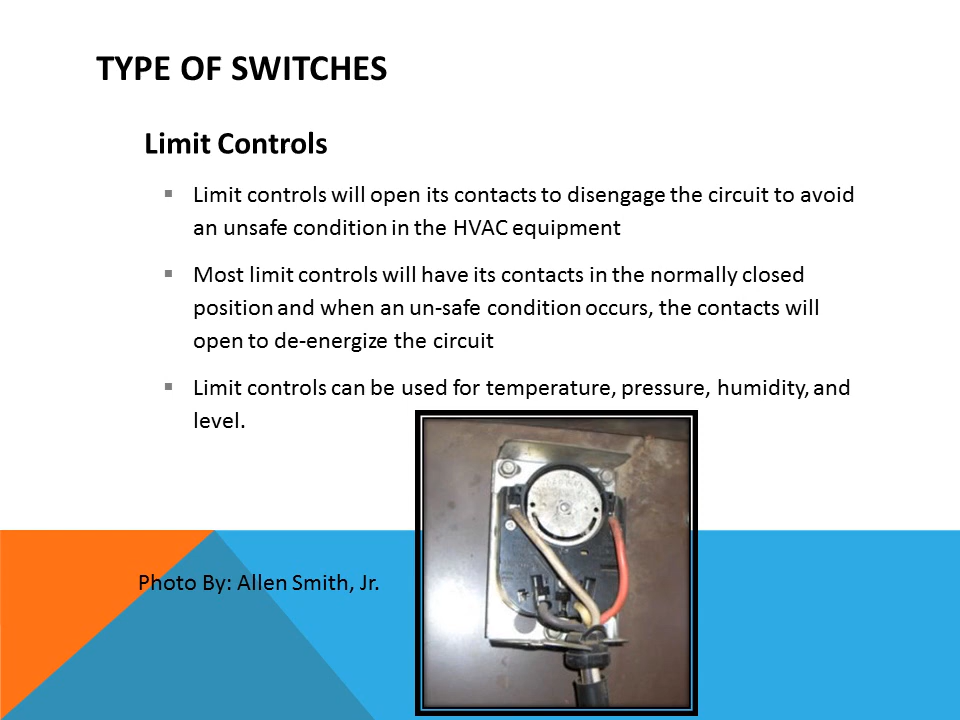 TYPE OF SWITCHES
Limit Controls
▪ Limit controls will open its contacts to disengage the circuit to avoid
an unsafe condition in the HVAC equipment
▪ Most limit controls will have its contacts in the normally closed
position and when an un-safe condition occurs, the contacts will
open to de-energize the circuit
▪ Limit controls can be used for temperature, pressure, humidity, and
level.
Photo By: Allen Smith, Jr.